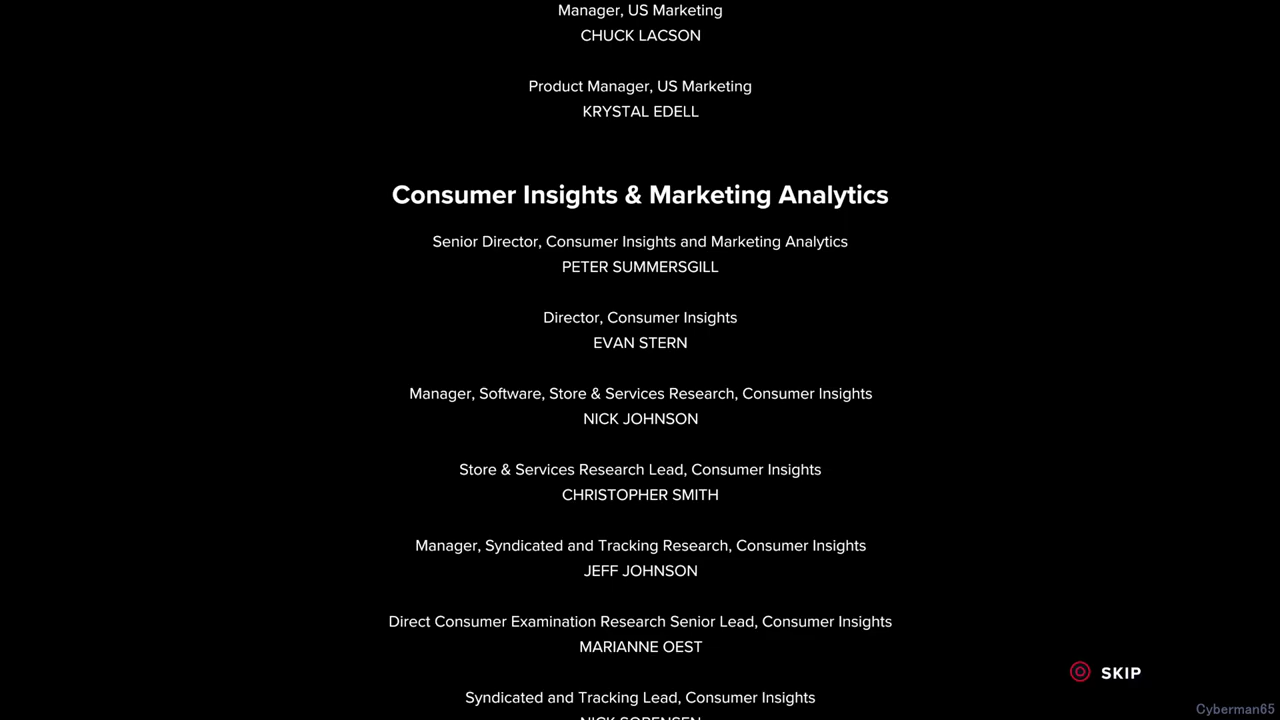 Manager, US Marketing
CHUCK LACSON
Product Manager, US Marketing
KRYSTAL EDELL
Consumer Insights & Marketing Analytics
Senior Director, Consumer Insights and Marketing Analytics
PETER SUMMERSGILL
Director, Consumer Insights
EVAN STERN
Manager, Software, Store & Services Research, Consumer Insights
NICK JOHNSON
Store & Services Research Lead, Consumer Insights
CHRISTOPHER SMITH
Manager, Syndicated and Tracking Research, Consumer Insights
JEFF JOHNSON
Direct Consumer Examination Research Senior Lead, Consumer Insights
MARIANNE OEST
SKIP
Syndicated and Tracking Lead, Consumer Insights
NICK SORENSEN
Cyberman65